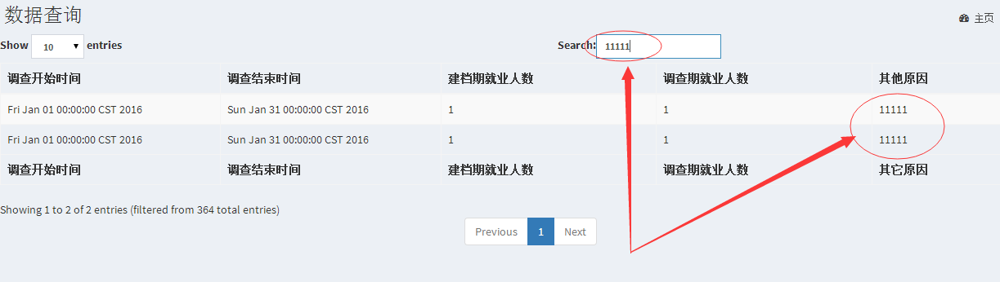 数据查询
主页
Show 10 entries Search: 11111
调查开始时间 调查结束时间 建档期就业人数 调查期就业人数 其他原因
Fri Jan 01 00:00:00 CST 2016 Sun Jan 31 00:00:00 CST 2016 1 1 11111
Fri Jan 01 00:00:00 CST 2016 Sun Jan 31 00:00:00 CST 2016 1 1 11111
调查开始时间 调查结束时间 建档期就业人数 调查期就业人数 其它原因
Showing 1 to 2 of 2 entries (filtered from 364 total entries)
Previous 1 Next